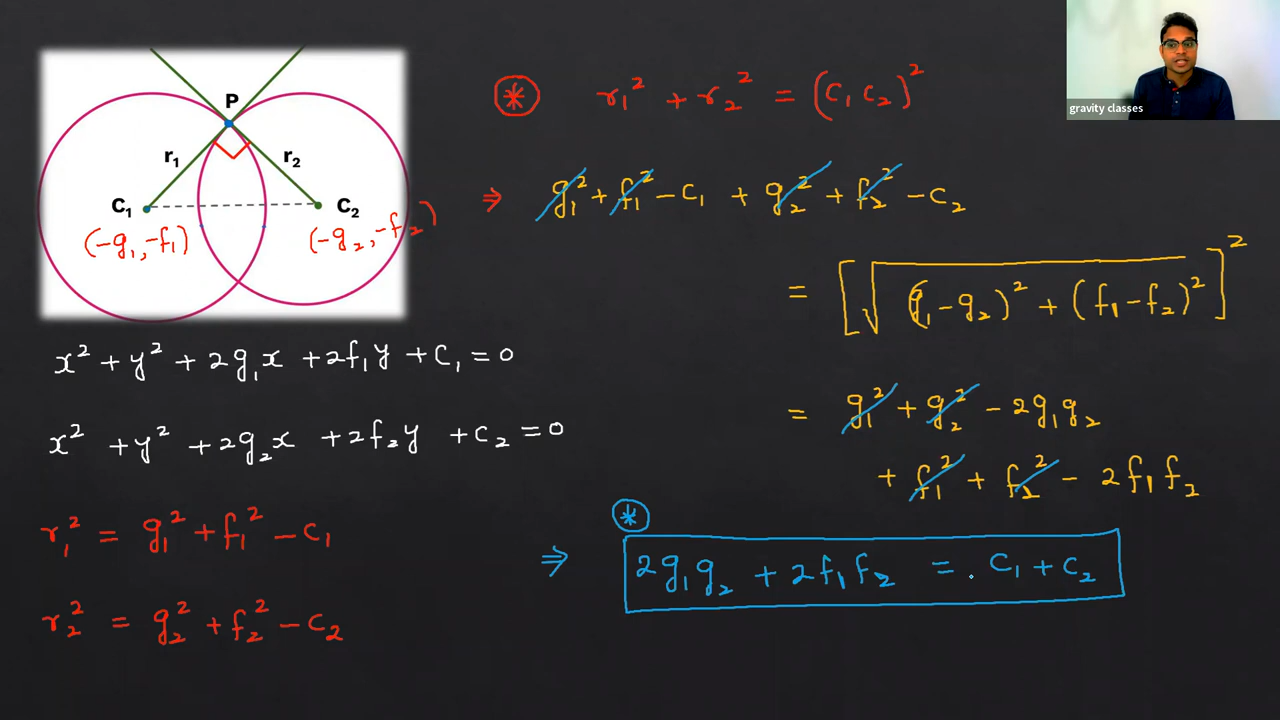 P
r₁
r₂
C₁
C₂
(-g₁,-f₁)
(-g₂,-f₂)
x² + y² + 2g₁x + 2f₁y + c₁ = 0
x² + y² + 2g₂x + 2f₂y + c₂ = 0
r₁² = g₁² + f₁² - c₁
r₂² = g₂² + f₂² - c₂
* r₁² + r₂² = (C₁ C₂)²
⇒ g₁² + f₁² - c₁ + g₂² + f₂² - c₂
= [√(g₁-g₂)² + (f₁-f₂)²]²
= g₁² + g₂² - 2g₁g₂
+ f₁² + f₂² - 2f₁f₂
*
⇒ 2g₁g₂ + 2f₁f₂ = c₁ + c₂
gravity classes